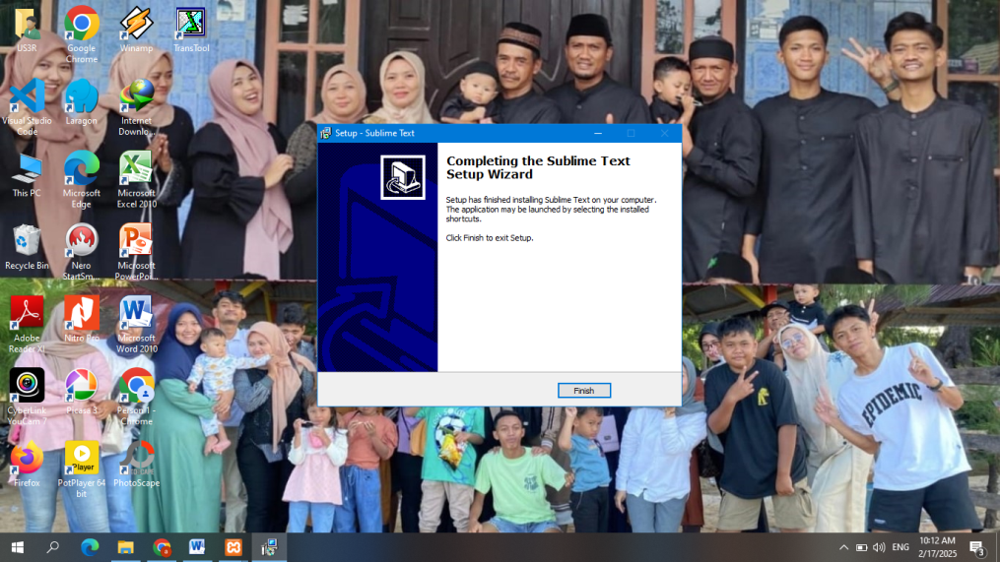 US3R
Google
Chrome
Winamp
TransTool
Visual Studio
Code
Laragon
Internet
Downlo...
This PC
Microsoft
Edge
Microsoft
Excel 2010
Recycle Bin
Nero
StartSm...
Microsoft
PowerPoi...
Adobe
Reader XI
Nitro Pro
Microsoft
Word 2010
CyberLink
YouCam 7
Picasa 3
Person 1 -
Chrome
Firefox
Player
PotPlayer 64
bit
PhotoScape
Setup - Sublime Text
Completing the Sublime Text
Setup Wizard
Setup has finished installing Sublime Text on your computer.
The application may be launched by selecting the installed
shortcuts.
Click Finish to exit Setup.
Finish
EPIDEMIC
ENG
10:12 AM
2/17/2025
3